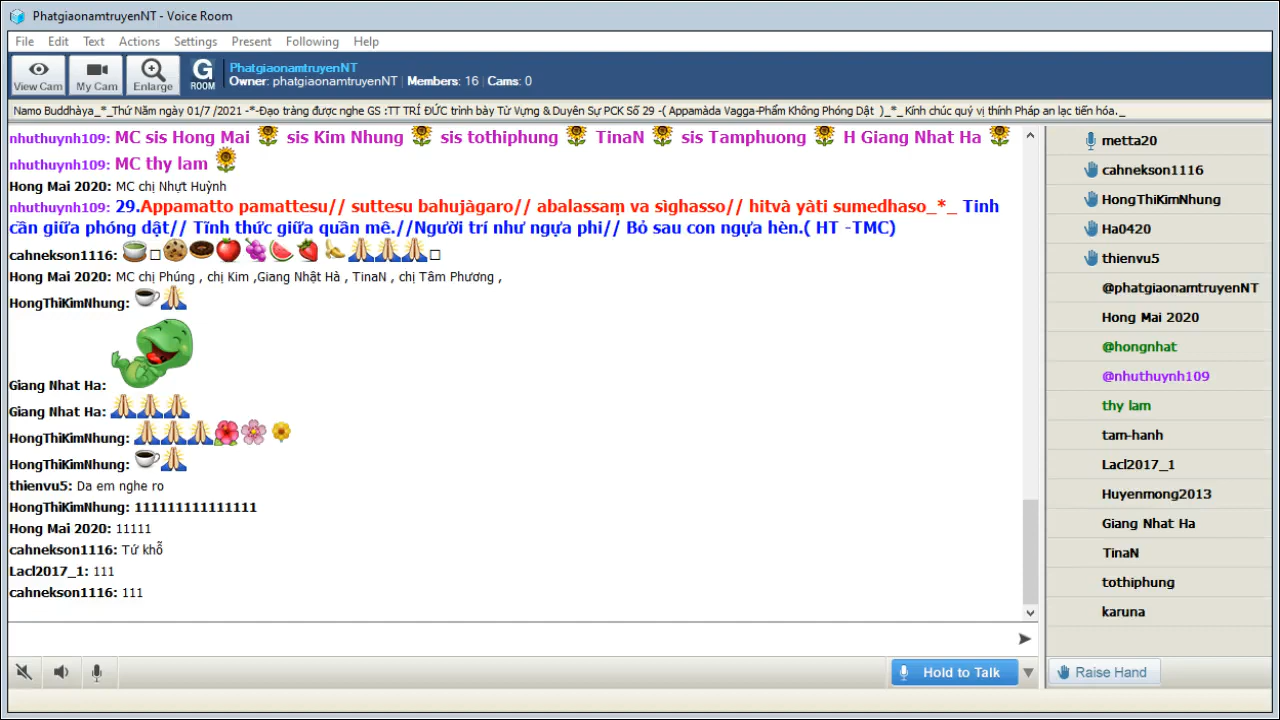 PhatgiaonamtruyenNT - Voice Room
File Edit Text Actions Settings Present Following Help
View Cam My Cam Enlarge G ROOM
PhatgiaonamtruyenNT
Owner: phatgiaonamtruyenNT Members: 16 Cams: 0
Namo Buddhàya_*_Thứ Năm ngày 01/7 /2021 -*-Đạo tràng được nghe GS :TT TRÍ ĐỨC trình bày Từ Vựng & Duyên Sự PCK Số 29 -( Appamàda Vagga-Phẩm Không Phóng Dật )_*_ Kính chúc quý vị thính Pháp an lạc tiến hóa._
nhuthuynh109: MC sis Hong Mai sis Kim Nhung sis tothiphung TinaN sis Tamphuong H Giang Nhat Ha
nhuthuynh109: MC thy lam
Hong Mai 2020: MC chị Nhựt Huỳnh
nhuthuynh109: 29.Appamatto pamattesu// suttesu bahujàgaro// abalassaṃ va sìghasso// hitvà yàti sumedhaso_*_ Tinh
cần giữa phóng dật// Tĩnh thức giữa quần mê.//Người trí như ngựa phi// Bỏ sau con ngựa hèn.( HT -TMC)
cahnekson1116:
Hong Mai 2020: MC chị Phúng , chị Kim ,Giang Nhật Hà , TinaN , chị Tâm Phương ,
HongThiKimNhung:
Giang Nhat Ha:
Giang Nhat Ha:
HongThiKimNhung:
HongThiKimNhung:
thienvu5: Da em nghe ro
HongThiKimNhung: 111111111111111
Hong Mai 2020: 11111
cahnekson1116: Tứ khỗ
Lacl2017_1: 111
cahnekson1116: 111
Hold to Talk
metta20
cahnekson1116
HongThiKimNhung
Ha0420
thienvu5
@phatgiaonamtruyenNT
Hong Mai 2020
@hongnhat
@nhuthuynh109
thy lam
tam-hanh
Lacl2017_1
Huyenmong2013
Giang Nhat Ha
TinaN
tothiphung
karuna
Raise Hand